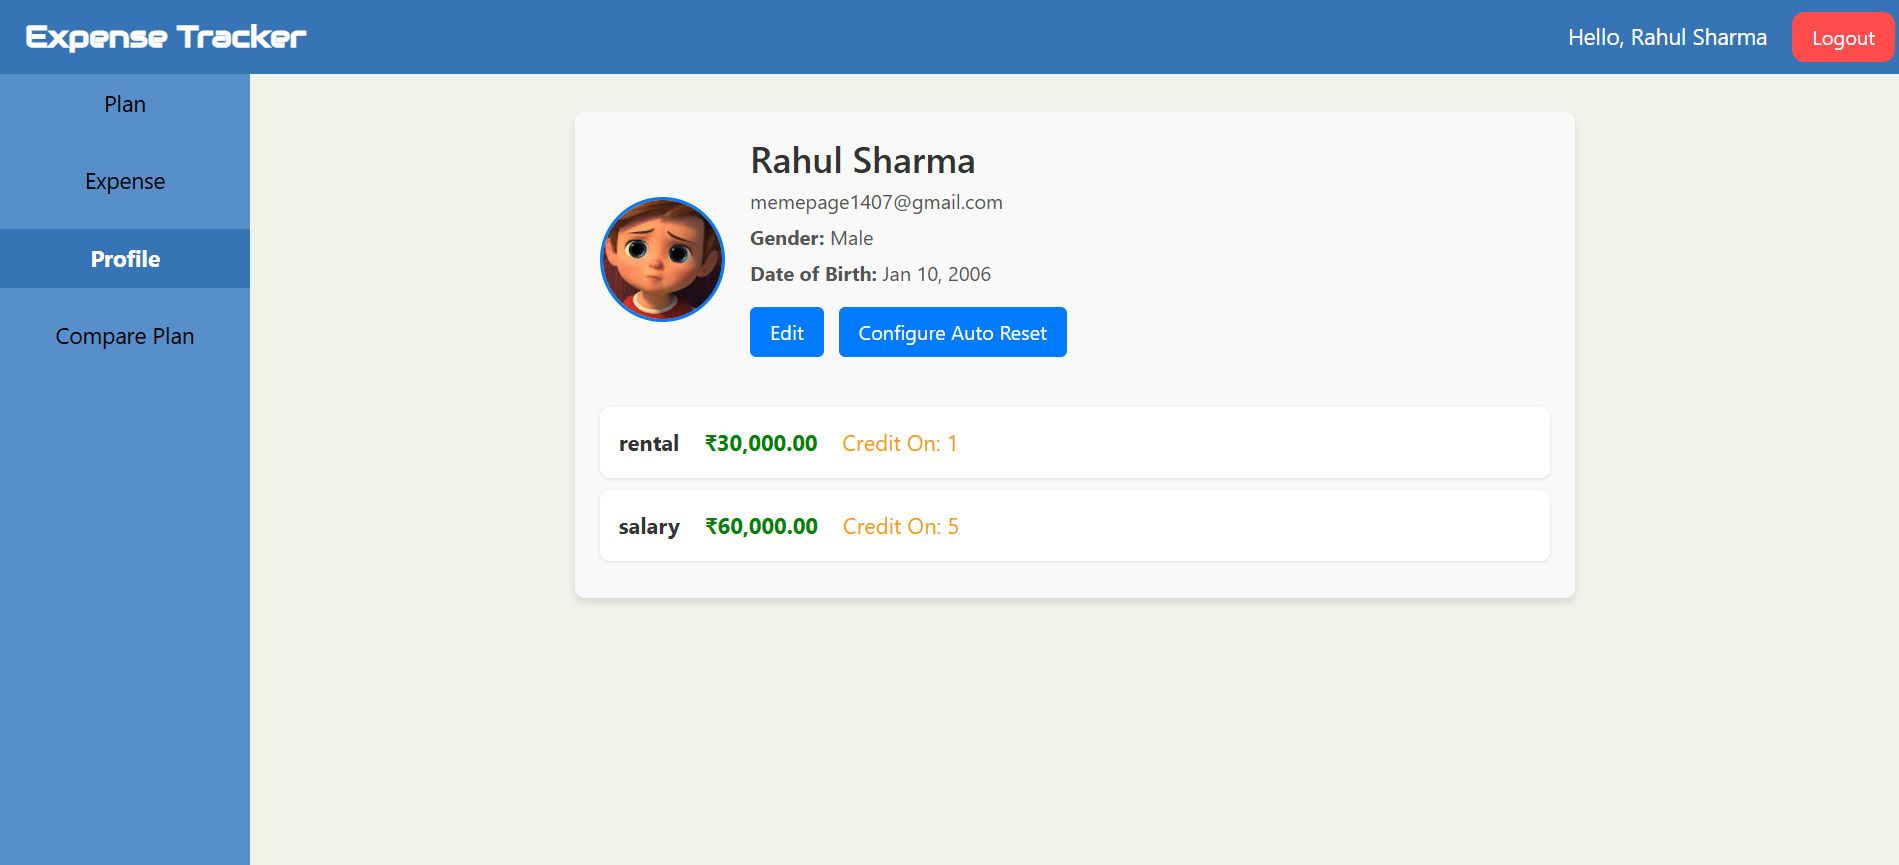 Expense Tracker
Hello, Rahul Sharma
Logout
Plan
Expense
Profile
Compare Plan
Rahul Sharma
memepage1407@gmail.com
Gender: Male
Date of Birth: Jan 10, 2006
Edit
Configure Auto Reset
rental ₹30,000.00 Credit On: 1
salary ₹60,000.00 Credit On: 5